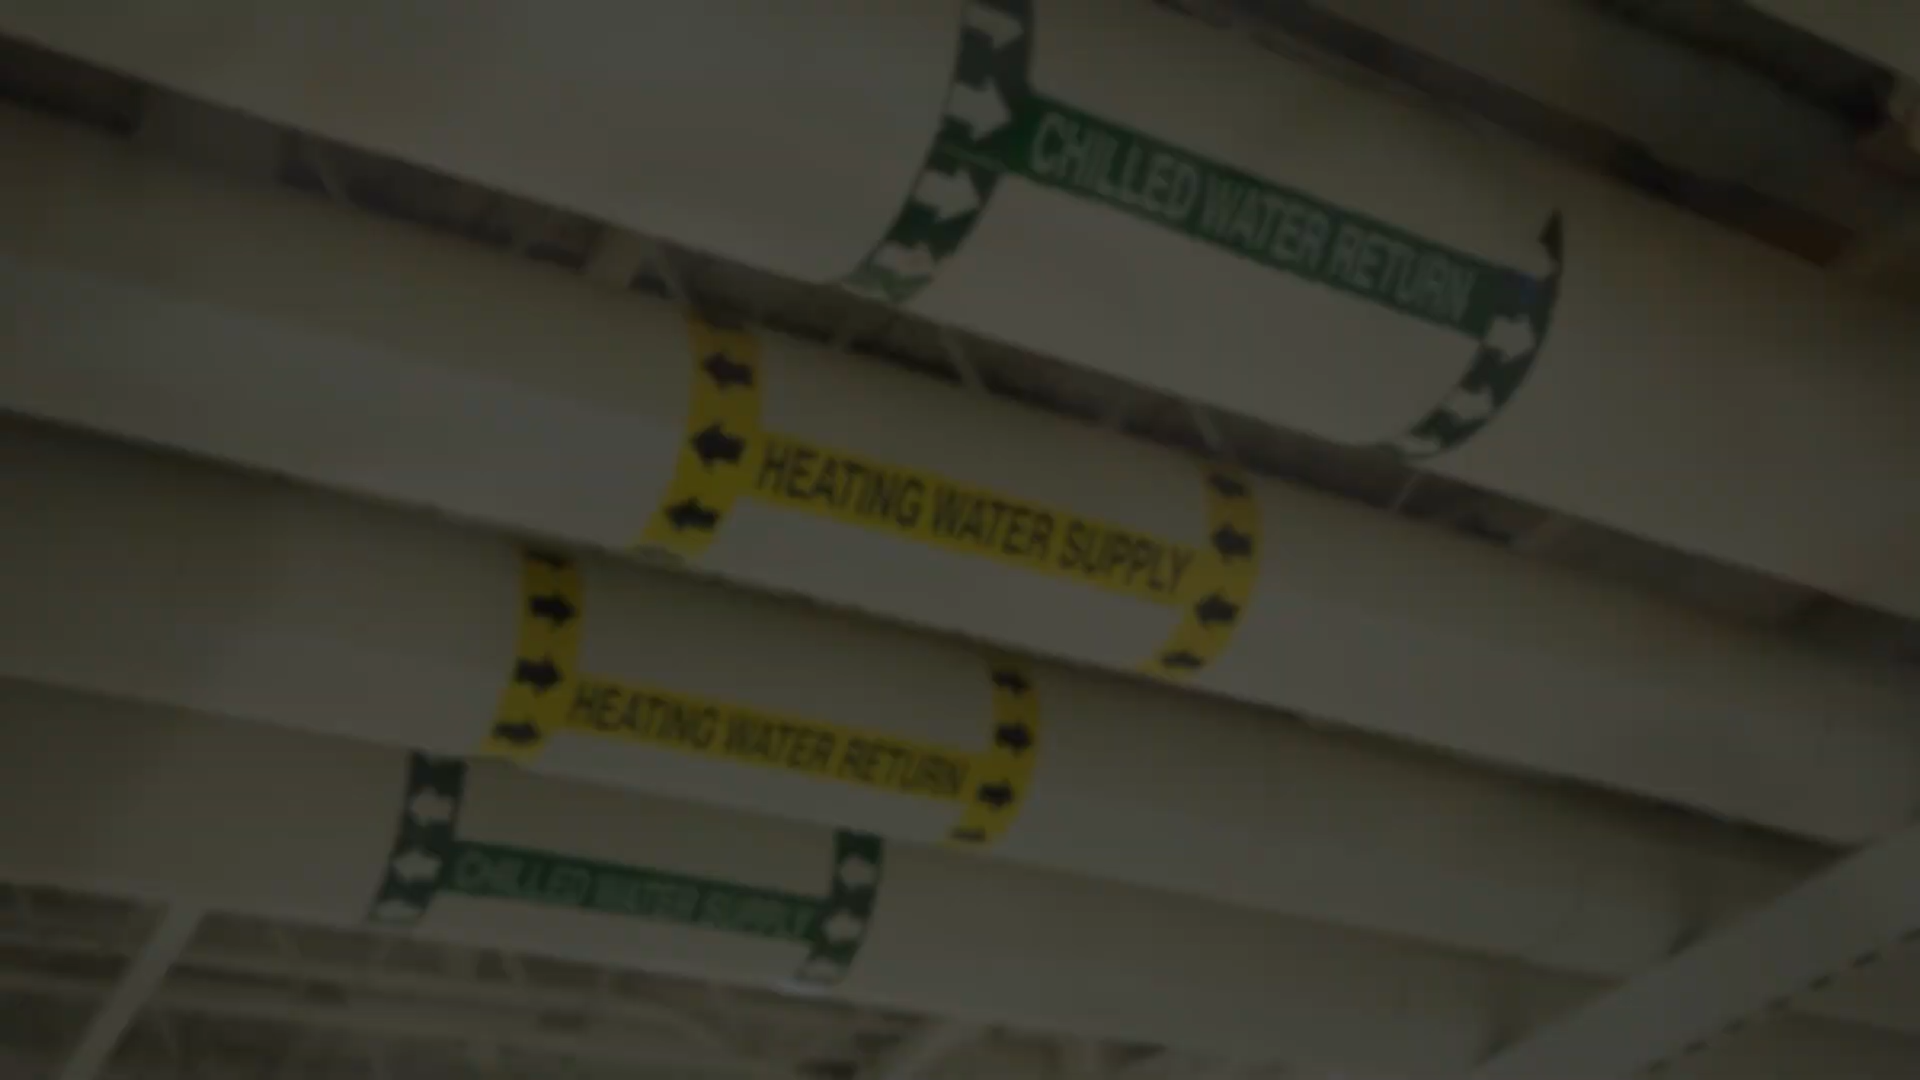 CHILLED WATER RETURN
HEATING WATER SUPPLY
HEATING WATER RETURN
CHILLED WATER SUPPLY